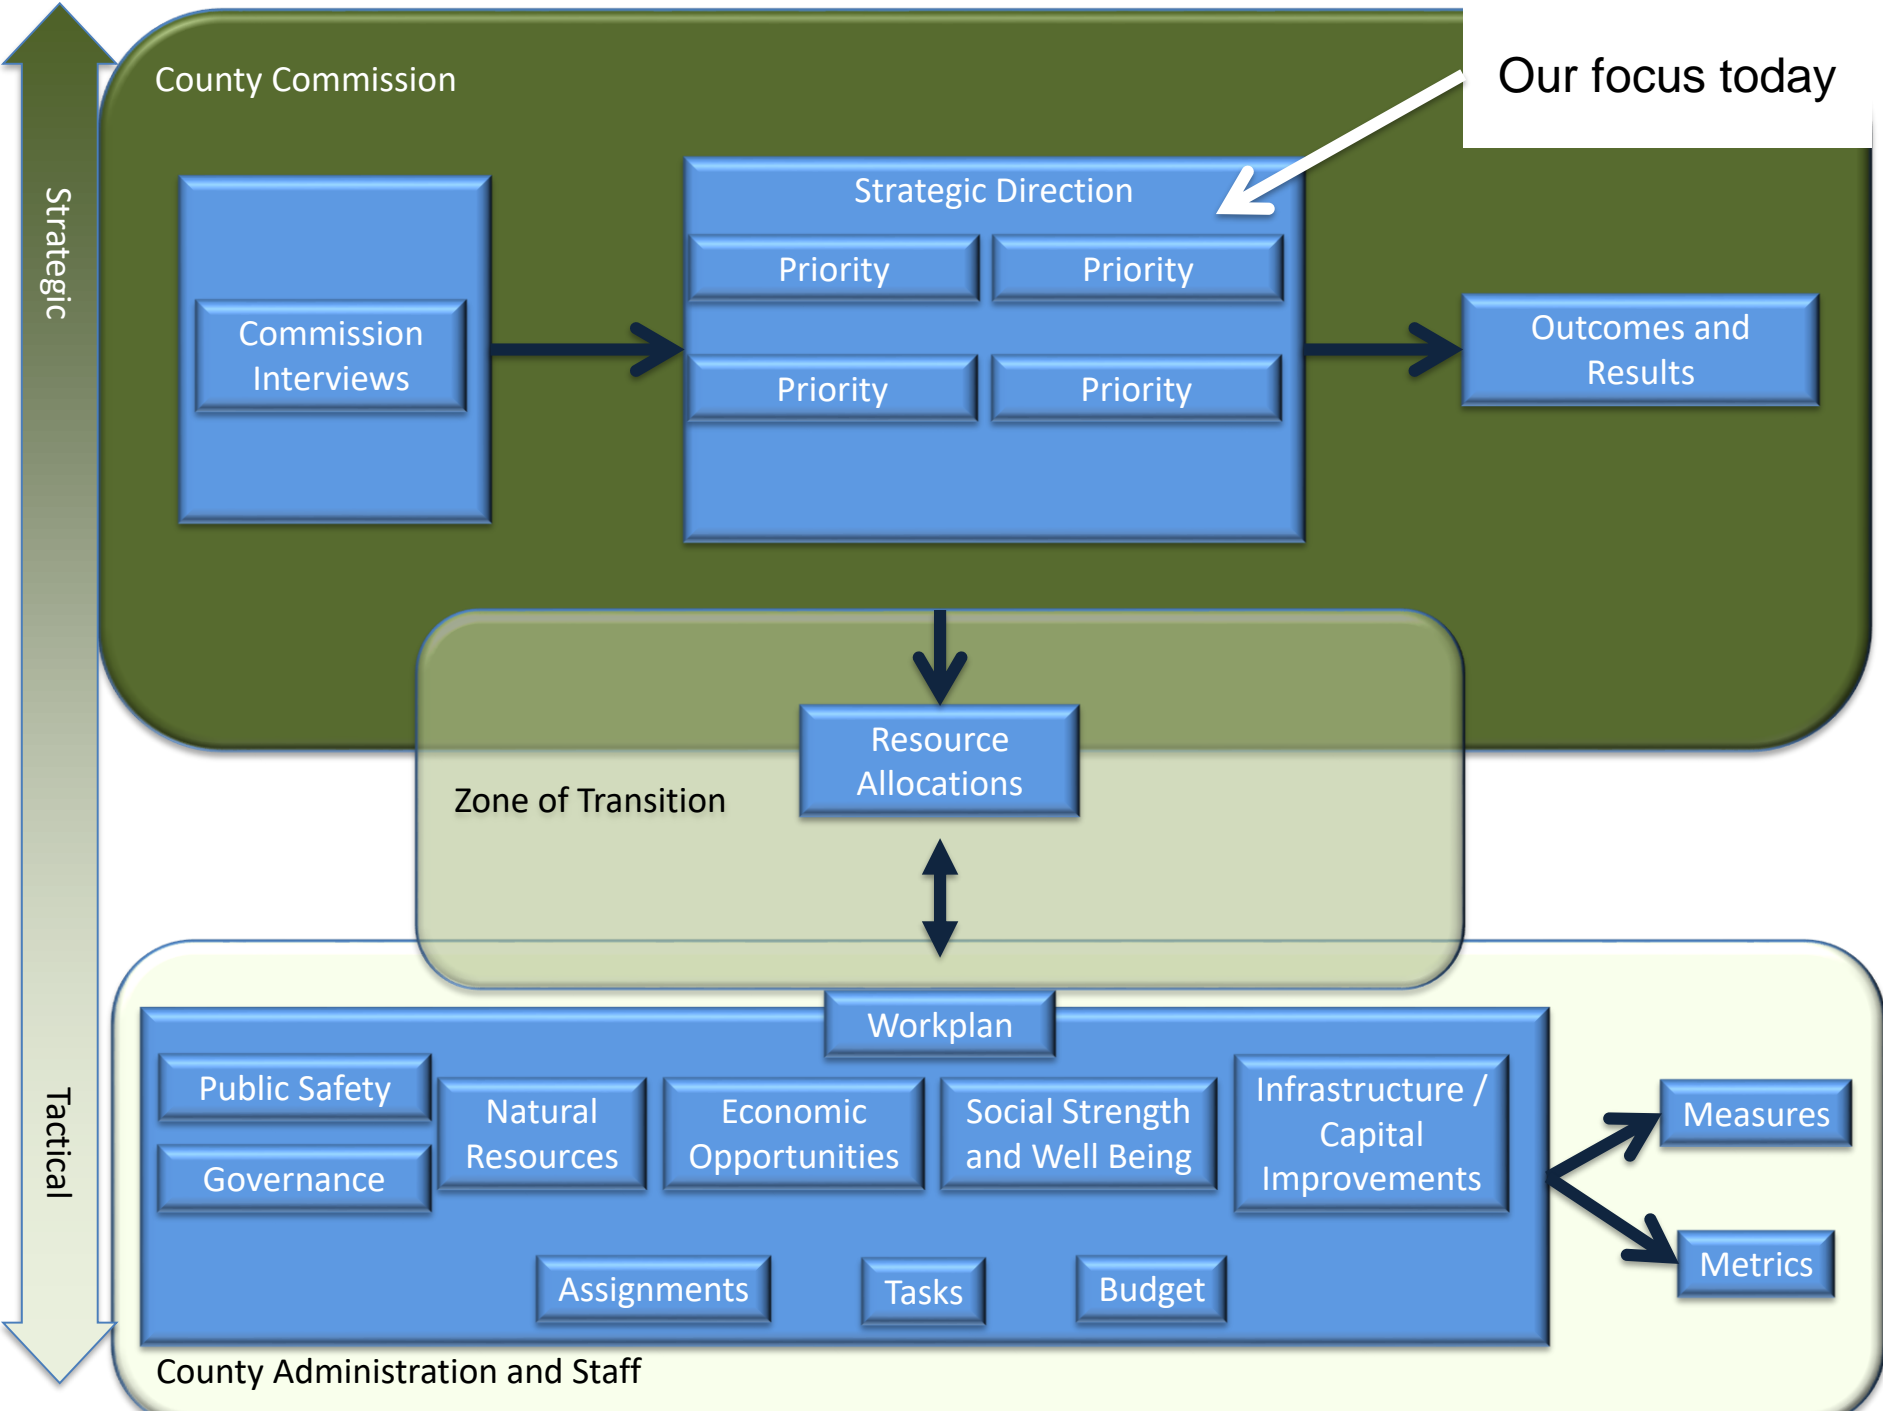 County Commission
Our focus today
Strategic
Strategic Direction
Priority
Priority
Commission
Interviews
Priority
Priority
Outcomes and
Results
Resource
Allocations
Zone of Transition
Tactical
Workplan
Public Safety
Governance
Natural
Resources
Economic
Opportunities
Social Strength
and Well Being
Infrastructure /
Capital
Improvements
Measures
Metrics
Assignments
Tasks
Budget
County Administration and Staff